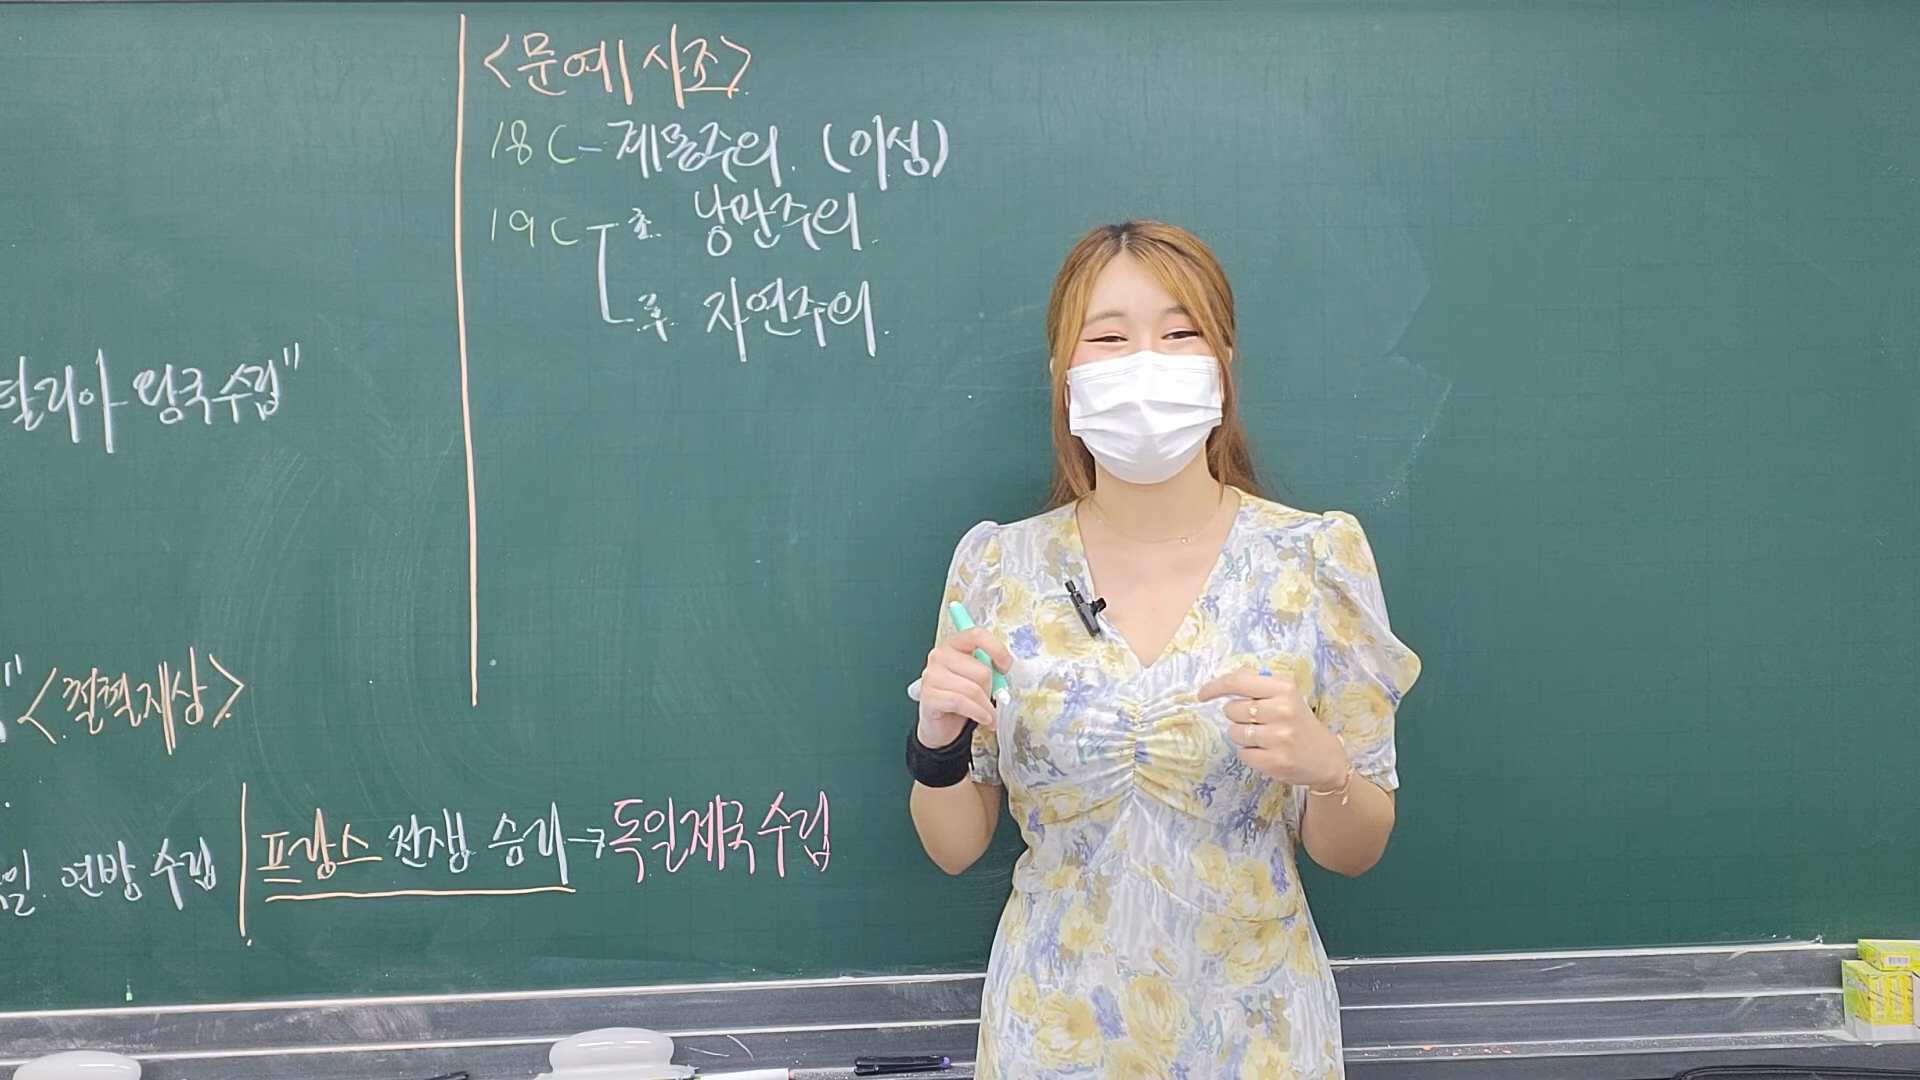 <문예 사조>
18C - 계몽주의. (이성)
19C 초. 낭만주의.
후. 자연주의.
탈리아 왕국수립"
" <철혈재상>
일. 연방 수립
프랑스 전쟁 승리→독일제국 수립